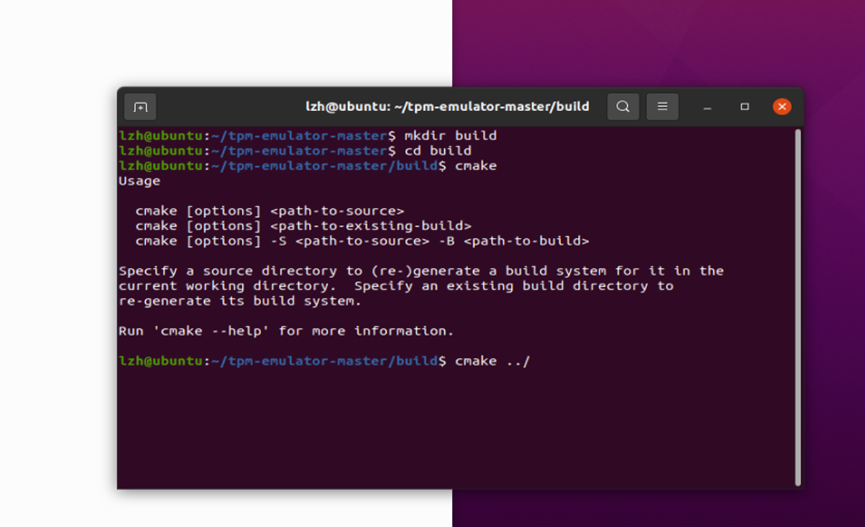 lzh@ubuntu: ~/tpm-emulator-master/build
lzh@ubuntu:~/tpm-emulator-master$ mkdir build
lzh@ubuntu:~/tpm-emulator-master$ cd build
lzh@ubuntu:~/tpm-emulator-master/build$ cmake
Usage
cmake [options] <path-to-source>
cmake [options] <path-to-existing-build>
cmake [options] -S <path-to-source> -B <path-to-build>
Specify a source directory to (re-)generate a build system for it in the
current working directory.  Specify an existing build directory to
re-generate its build system.
Run 'cmake --help' for more information.
lzh@ubuntu:~/tpm-emulator-master/build$ cmake ../